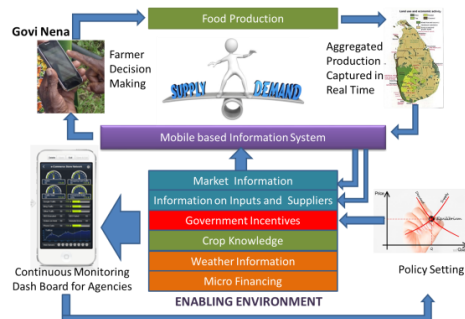 Food Production
Govi Nena
Farmer
Decision
Making
SUPPLY
DEMAND
Aggregated
Production
Captured in
Real Time
Mobile based Information System
Market Information
Information on Inputs and Suppliers
Government Incentives
Crop Knowledge
Weather Information
Micro Financing
ENABLING ENVIRONMENT
Continuous Monitoring
Dash Board for Agencies
Policy Setting